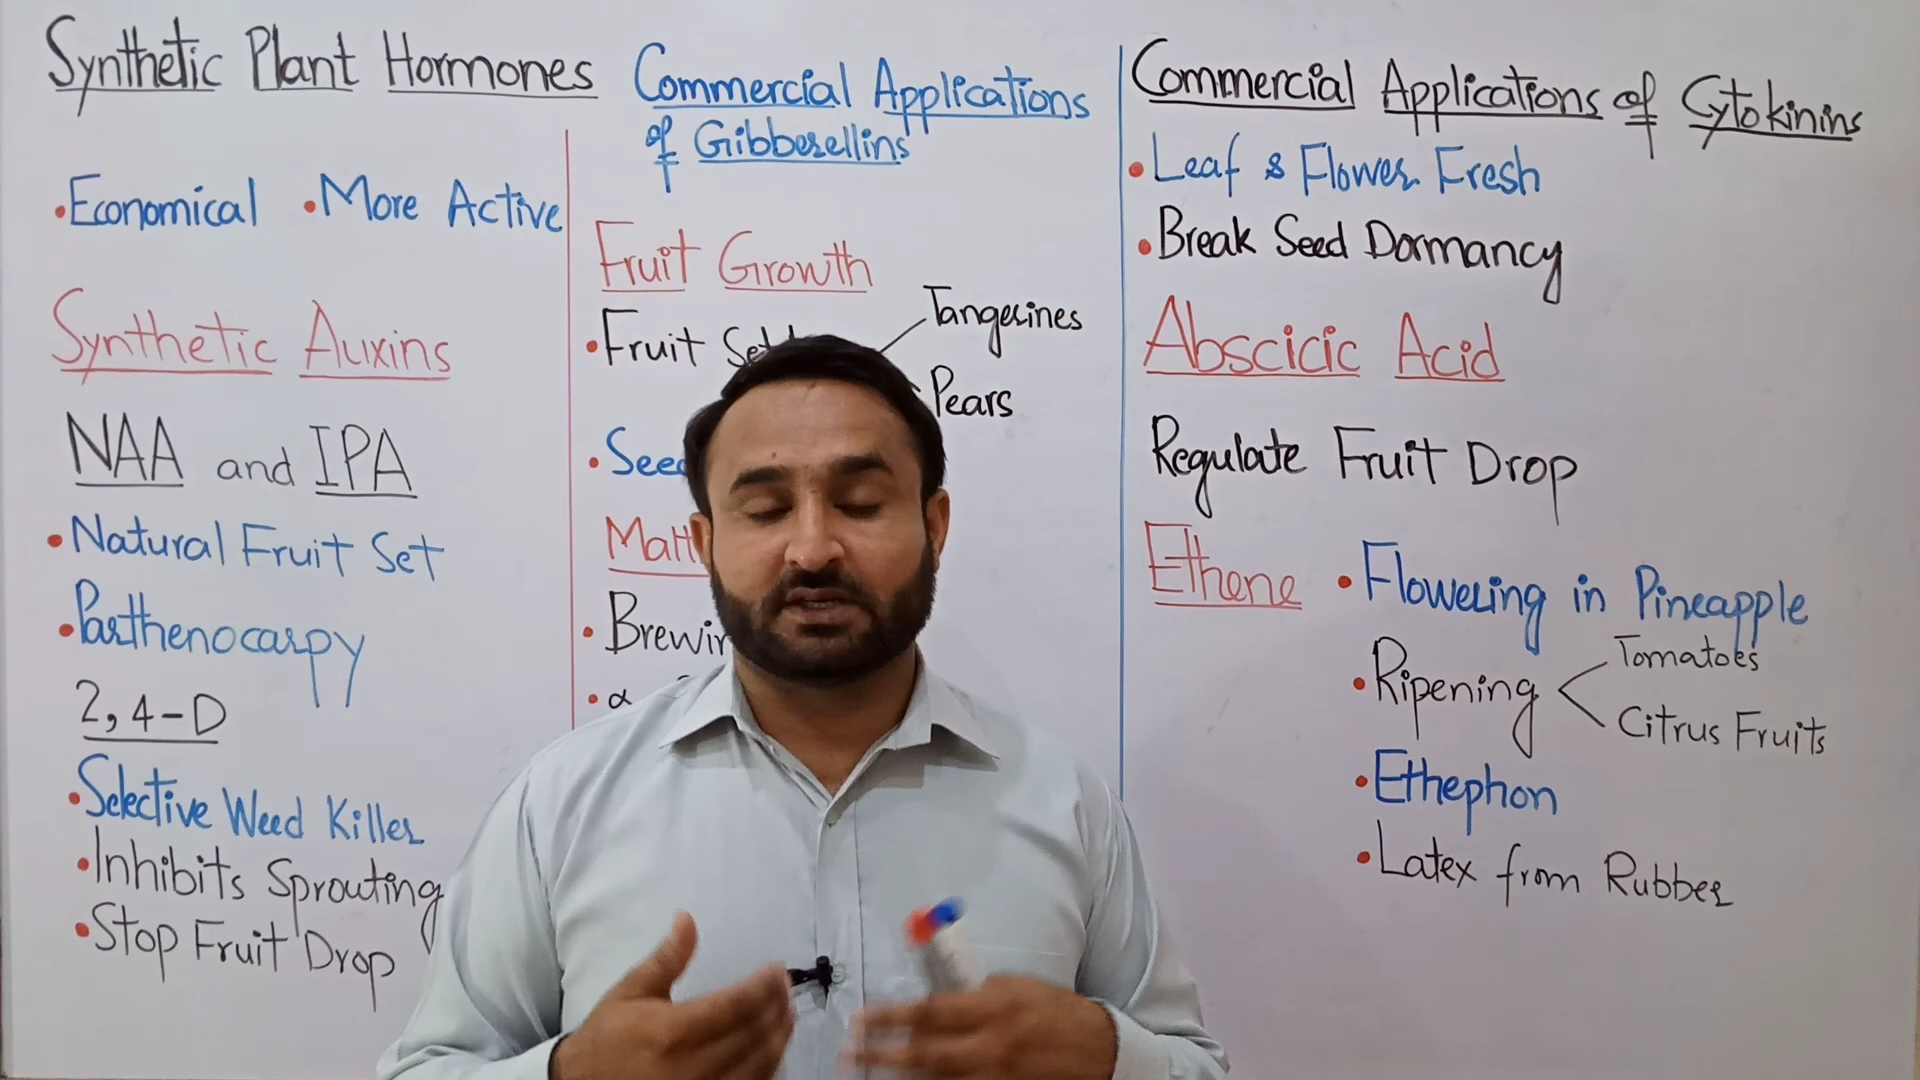 Synthetic Plant Hormones
• Economical • More Active
Synthetic Auxins
NAA and IPA
• Natural Fruit Set
• Parthenocarpy
2,4-D
• Selective Weed Killer
• Inhibits Sprouting
• Stop Fruit Drop
Commercial Applications
of Gibberellins
Fruit Growth
• Fruit
Tangerines
Pears
•
•
• α
Commercial Applications of Cytokinins
• Leaf & Flower Fresh
• Break Seed Dormancy
Abscicic Acid
Regulate Fruit Drop
Ethene • Flowering in Pineapple
• Ripening
Tomatoes
Citrus Fruits
• Ethephon
• Latex from Rubber